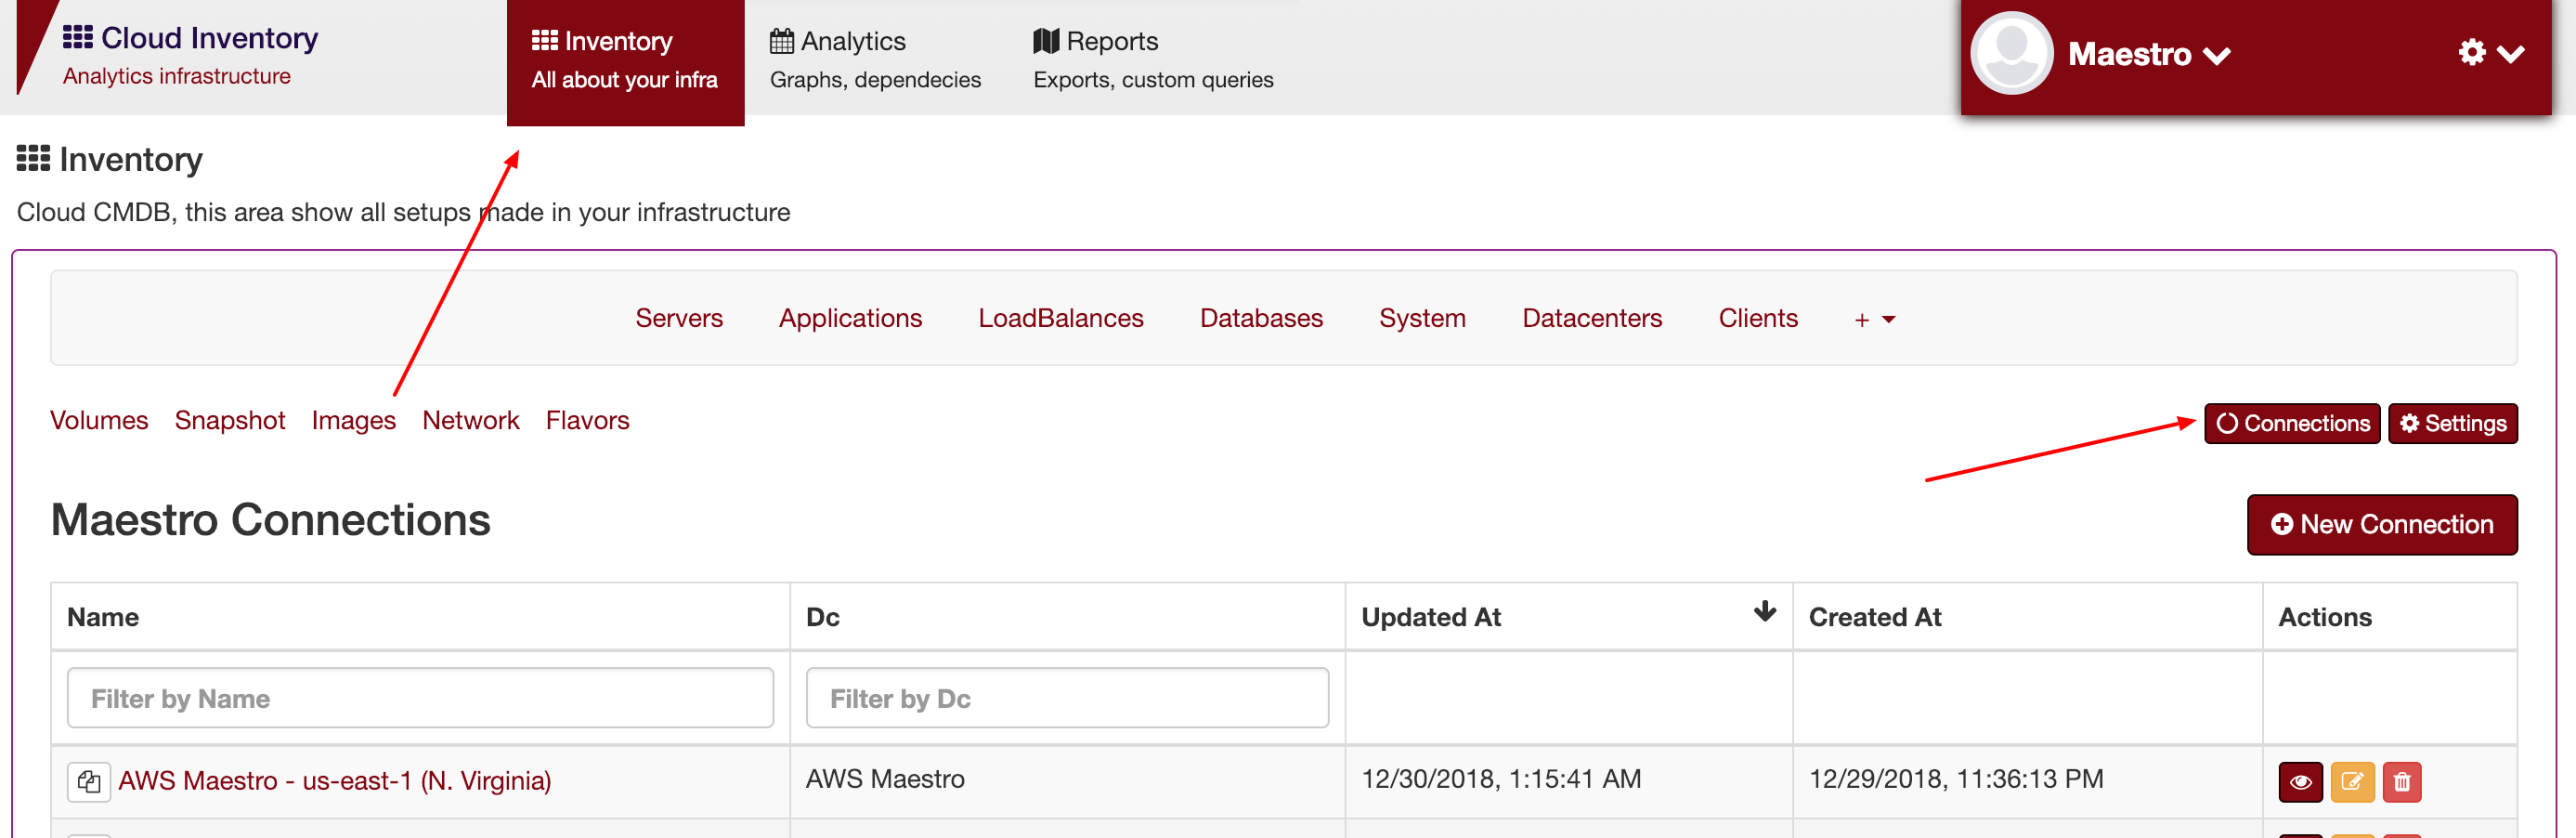 Cloud Inventory
Analytics infrastructure
Inventory
All about your infra
Analytics
Graphs, dependecies
Reports
Exports, custom queries
Maestro
Inventory
Cloud CMDB, this area show all setups made in your infrastructure
Servers Applications LoadBalances Databases System Datacenters Clients +
Volumes Snapshot Images Network Flavors Connections Settings
Maestro Connections New Connection
Name Dc Updated At Created At Actions
Filter by Name Filter by Dc
AWS Maestro - us-east-1 (N. Virginia) AWS Maestro 12/30/2018, 1:15:41 AM 12/29/2018, 11:36:13 PM